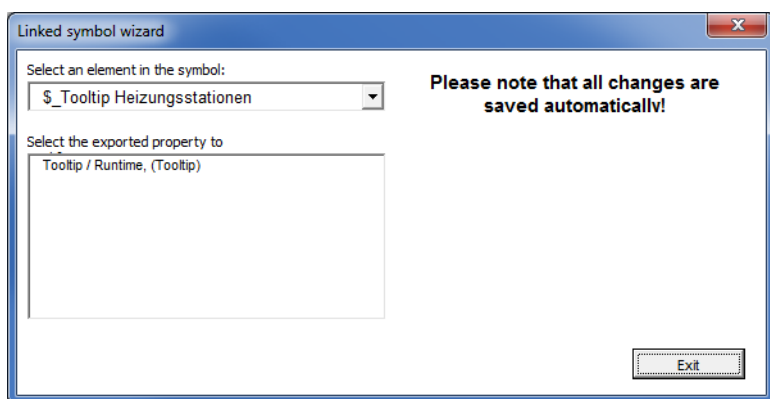 Linked symbol wizard
Select an element in the symbol:
$_Tooltip Heizungsstationen
Please note that all changes are
saved automatically!
Select the exported property to
Tooltip / Runtime, (Tooltip)
Exit